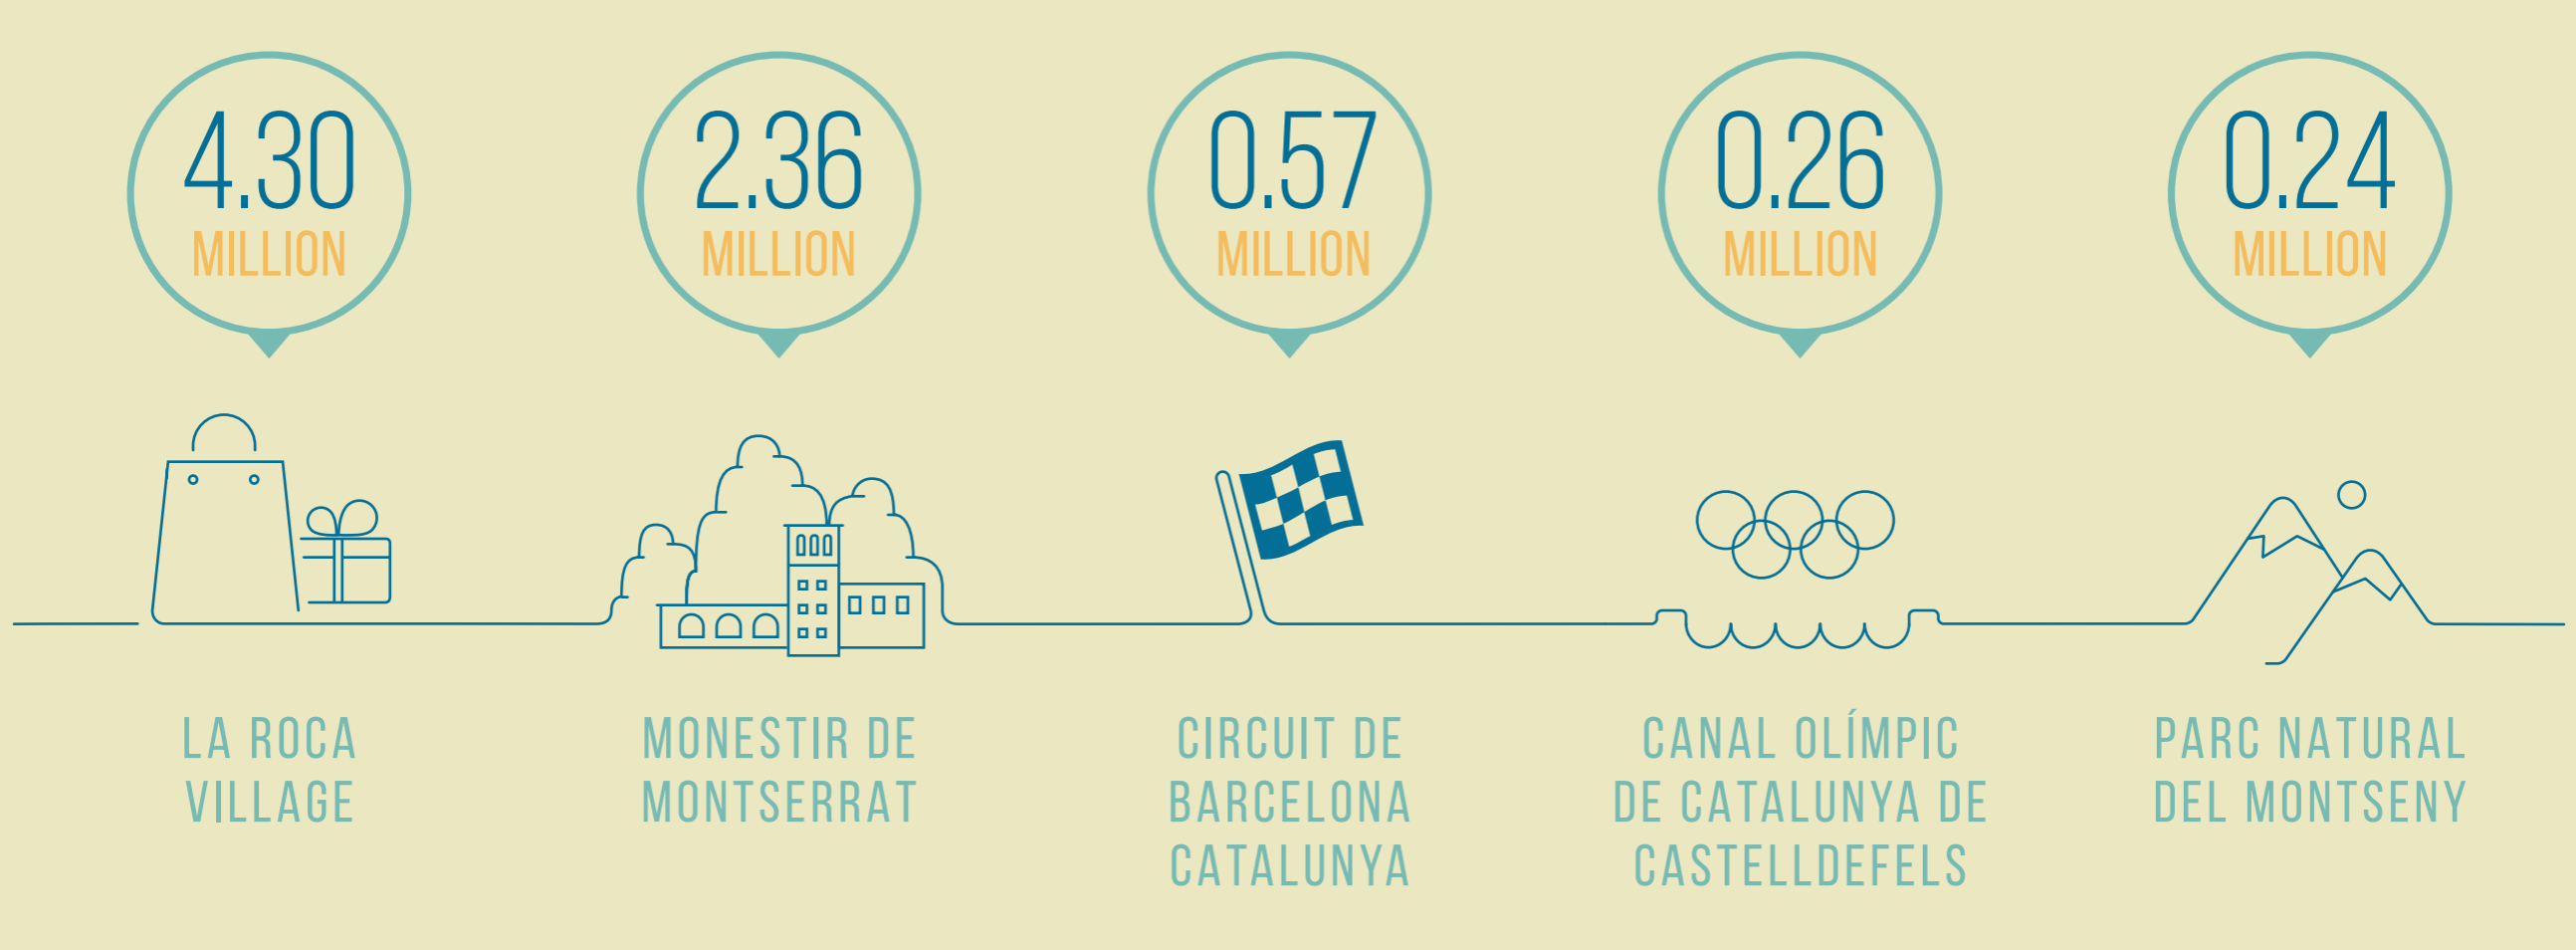 4.30
MILLION
2.36
MILLION
0.57
MILLION
0.26
MILLION
0.24
MILLION
LA ROCA
VILLAGE
MONESTIR DE
MONTSERRAT
CIRCUIT DE
BARCELONA
CATALUNYA
CANAL OLÍMPIC
DE CATALUNYA DE
CASTELLDEFELS
PARC NATURAL
DEL MONTSENY